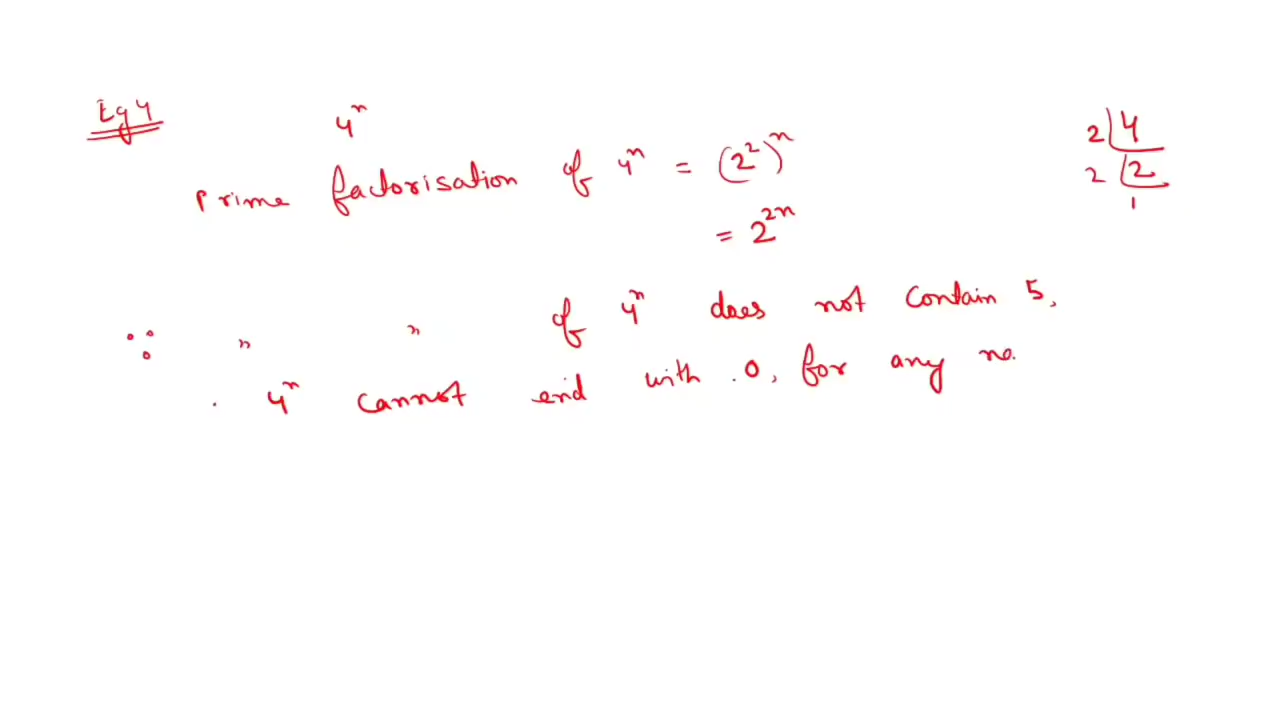 Eg 4
4ⁿ
Prime factorisation of 4ⁿ = (2²)ⁿ
= 2²ⁿ
2 | 4
2 | 2
1
∵ " " of 4ⁿ does not contain 5,
. 4ⁿ cannot end with .0, for any no.